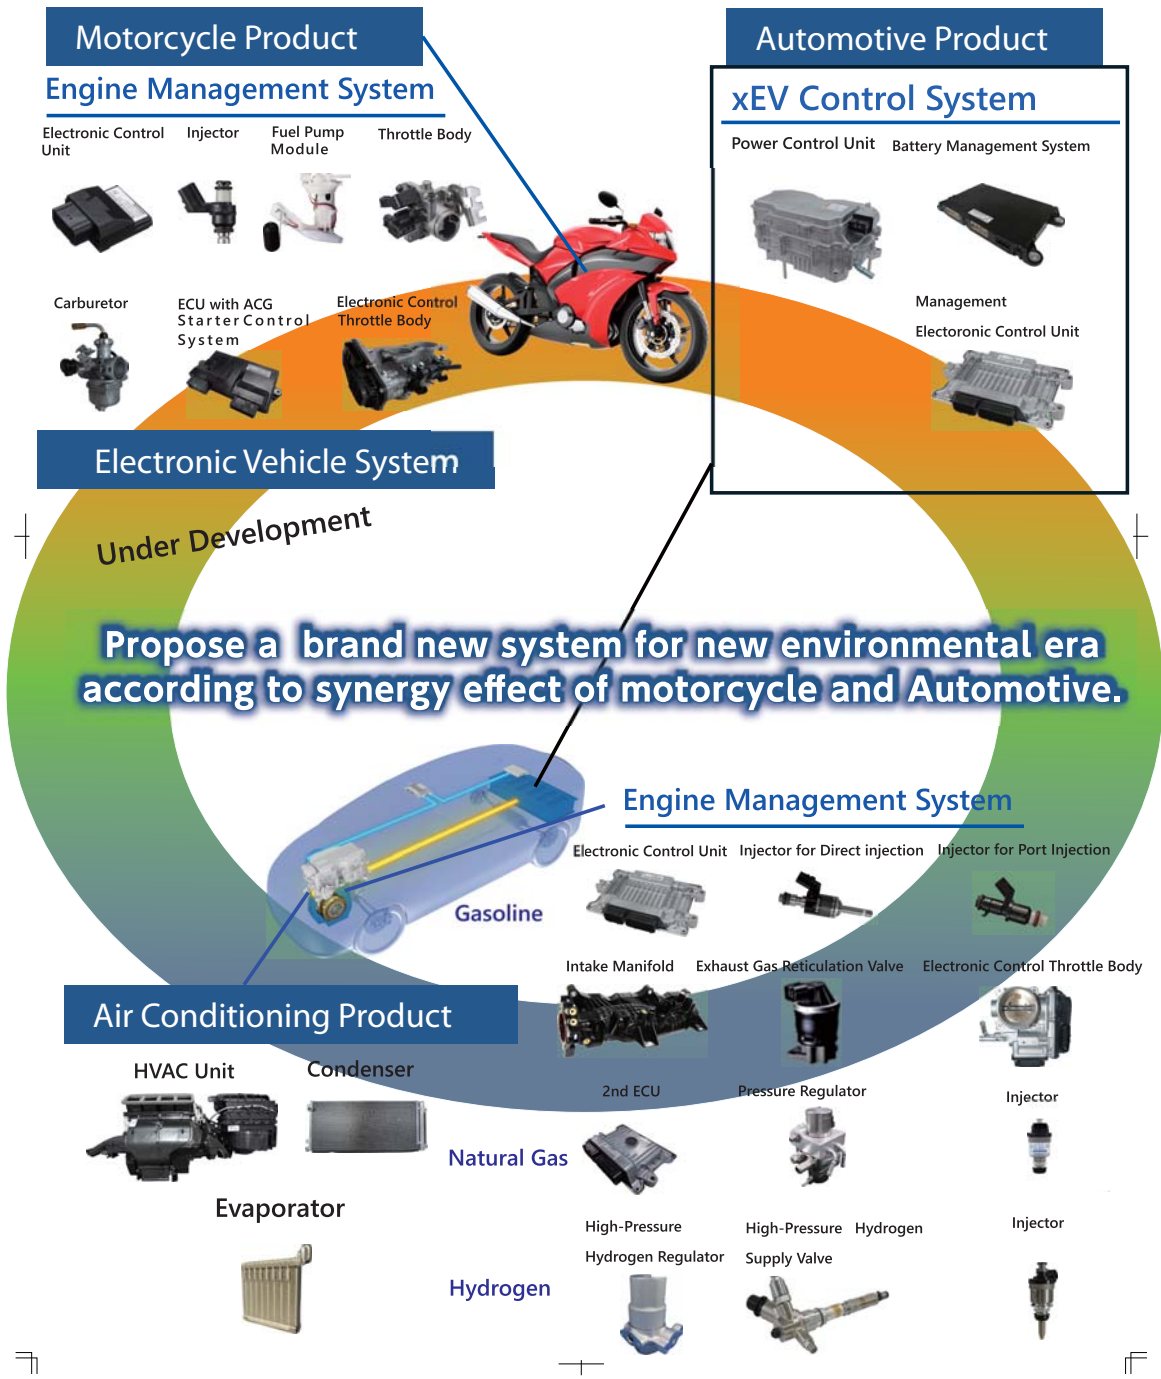 Motorcycle Product
Engine Management System
Electronic Control
Unit
Injector
Fuel Pump
Module
Throttle Body
Carburetor
ECU with ACG
Starter Control
System
Electronic Control
Throttle Body
Automotive Product
xEV Control System
Power Control Unit
Battery Management System
Management
Electoronic Control Unit
Electronic Vehicle System
Under Development
Propose a brand new system for new environmental era
according to synergy effect of motorcycle and Automotive.
Engine Management System
Gasoline
Electronic Control Unit
Injector for Direct injection
Injector for Port Injection
Intake Manifold
Exhaust Gas Reticulation Valve
Electronic Control Throttle Body
Air Conditioning Product
HVAC Unit
Condenser
Evaporator
Natural Gas
2nd ECU
Pressure Regulator
Injector
Hydrogen
High-Pressure
Hydrogen Regulator
High-Pressure Hydrogen
Supply Valve
Injector